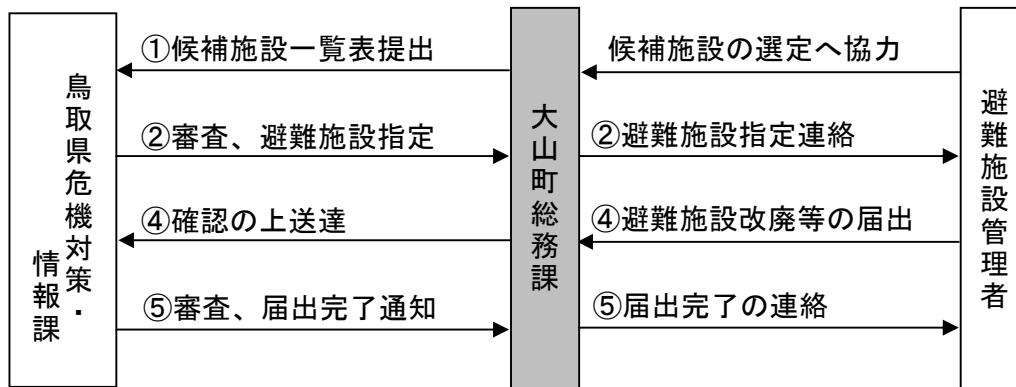 ①候補施設一覧表提出
候補施設の選定へ協力
②審査、避難施設指定
②避難施設指定連絡
④確認の上送達
④避難施設改廃等の届出
⑤審査、届出完了通知
⑤届出完了の連絡
鳥取県危機対策・
情報課
大山町総務課
避難施設管理者